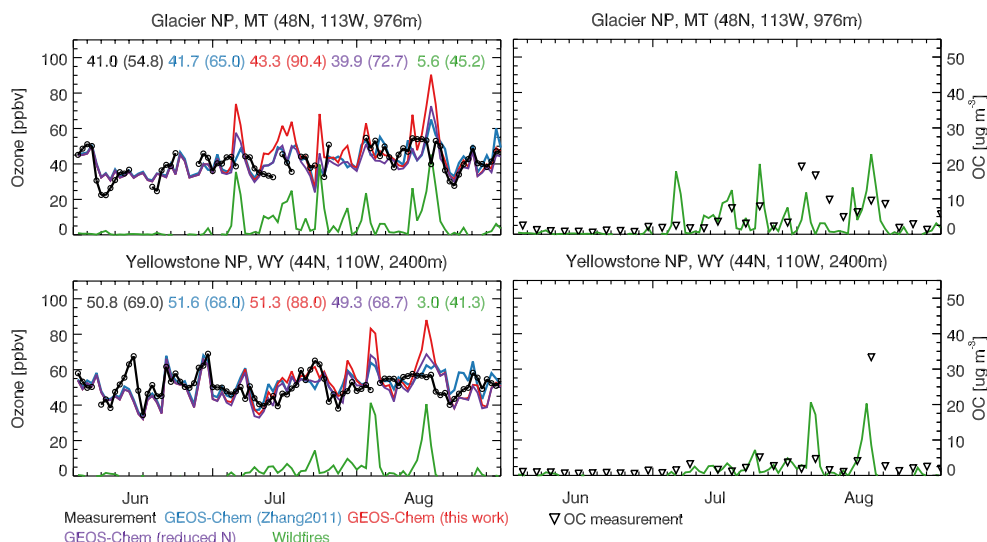 Glacier NP, MT (48N, 113W, 976m)
Glacier NP, MT (48N, 113W, 976m)
100
80
60
40
20
0
Ozone [ppbv]
41.0 (54.8) 41.7 (65.0) 43.3 (90.4) 39.9 (72.7) 5.6 (45.2)
50
40
30
20
10
0
OC [ug m-3]
Yellowstone NP, WY (44N, 110W, 2400m)
Yellowstone NP, WY (44N, 110W, 2400m)
100
80
60
40
20
0
Ozone [ppbv]
50.8 (69.0) 51.6 (68.0) 51.3 (88.0) 49.3 (68.7) 3.0 (41.3)
50
40
30
20
10
0
OC [ug m-3]
Jun Jul Aug
Jun Jul Aug
Measurement GEOS-Chem (Zhang2011) GEOS-Chem (this work)
GEOS-Chem (reduced N) Wildfires
OC measurement